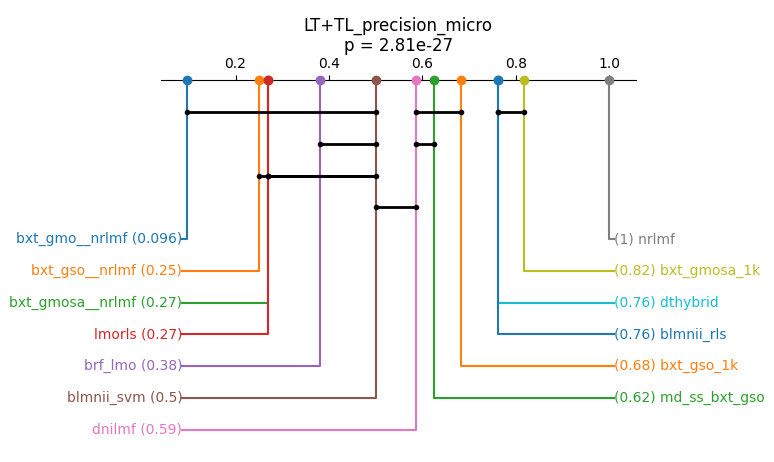 LT+TL_precision_micro
p = 2.81e-27
0.2 0.4 0.6 0.8 1.0
bxt_gmo__nrlmf (0.096) (1) nrlmf
bxt_gso__nrlmf (0.25) (0.82) bxt_gmosa_1k
bxt_gmosa__nrlmf (0.27) (0.76) dthybrid
lmorls (0.27) (0.76) blmnii_rls
brf_lmo (0.38) (0.68) bxt_gso_1k
blmnii_svm (0.5) (0.62) md_ss_bxt_gso
dnilmf (0.59)